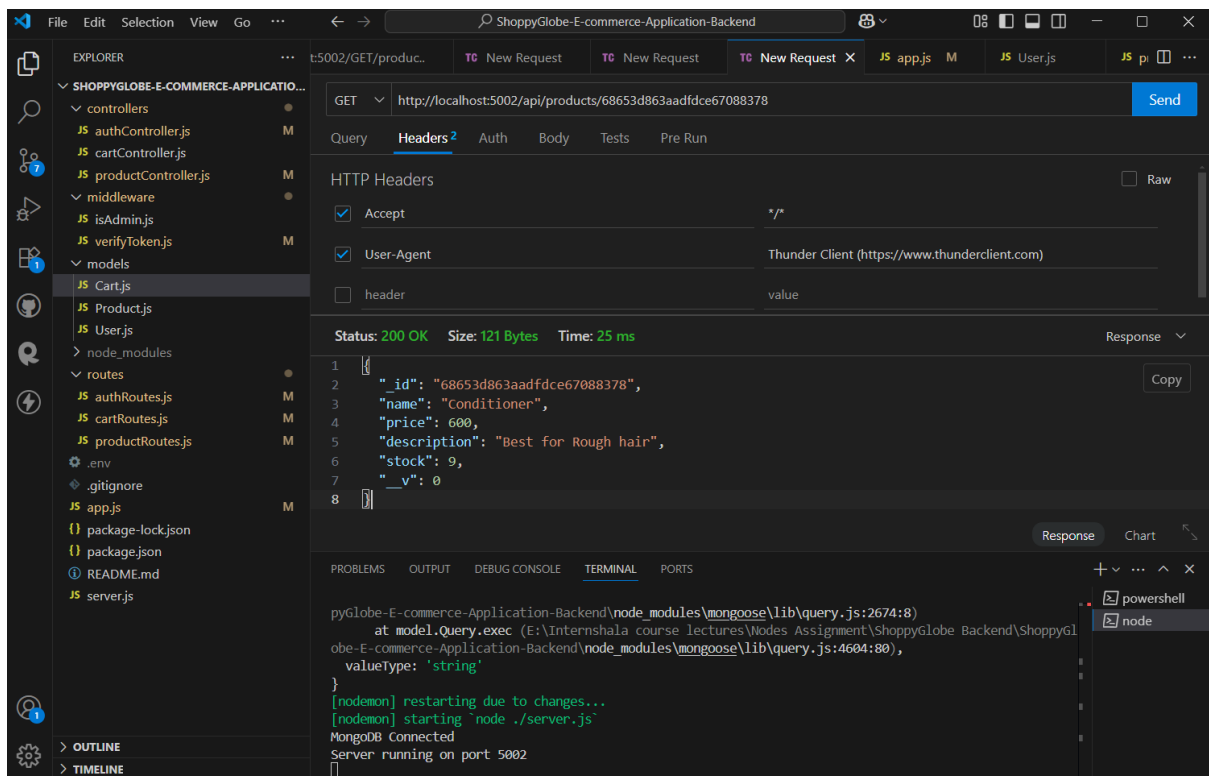 File Edit Selection View Go ··· ShoppyGlobe-E-commerce-Application-Backend
EXPLORER
SHOPPYGLOBE-E-COMMERCE-APPLICATIO...
controllers
JS authController.js M
JS cartController.js
JS productController.js M
middleware
JS isAdmin.js
JS verifyToken.js M
models
JS Cart.js
JS Product.js
JS User.js
node_modules
routes
JS authRoutes.js M
JS cartRoutes.js M
JS productRoutes.js M
.env
.gitignore
JS app.js M
{} package-lock.json
{} package.json
README.md
JS server.js
OUTLINE
TIMELINE
7
1
1
t:5002/GET/produc.. TC New Request TC New Request TC New Request JS app.js M JS User.js JS p
GET http://localhost:5002/api/products/68653d863aadfdce67088378 Send
Query Headers 2 Auth Body Tests Pre Run
HTTP Headers Raw
Accept */*
User-Agent Thunder Client (https://www.thunderclient.com)
header value
Status: 200 OK Size: 121 Bytes Time: 25 ms Response
Copy
1 {
2 "_id": "68653d863aadfdce67088378",
3 "name": "Conditioner",
4 "price": 600,
5 "description": "Best for Rough hair",
6 "stock": 9,
7 "__v": 0
8 }
Response Chart
PROBLEMS OUTPUT DEBUG CONSOLE TERMINAL PORTS
pyGlobe-E-commerce-Application-Backend\node_modules\mongoose\lib\query.js:2674:8)
at model.Query.exec (E:\Internshala course lectures\Nodes Assignment\ShoppyGlobe Backend\ShoppyGl
obe-E-commerce-Application-Backend\node_modules\mongoose\lib\query.js:4604:80),
valueType: 'string'
}
[nodemon] restarting due to changes...
[nodemon] starting `node ./server.js`
MongoDB Connected
Server running on port 5002
powershell
node